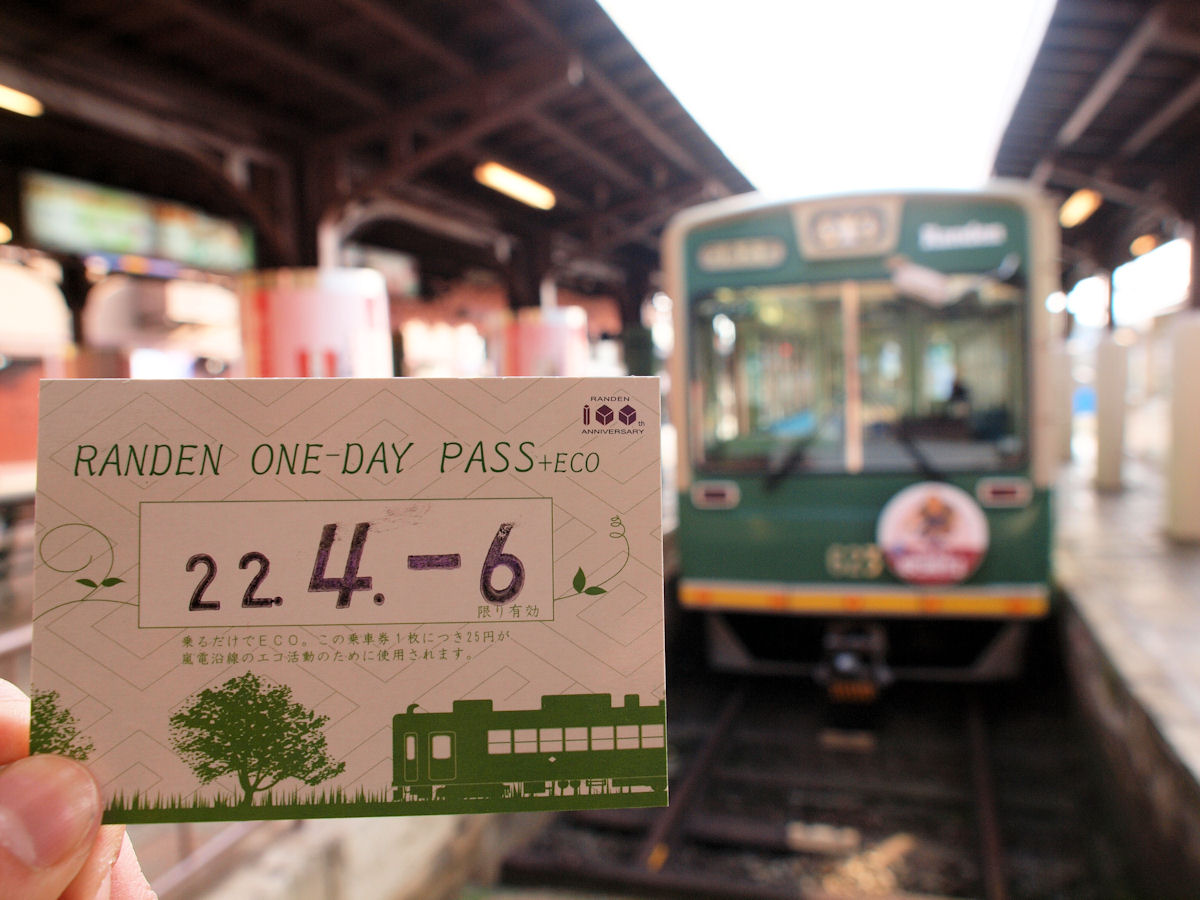 RANDEN
100th
ANNIVERSARY
RANDEN ONE-DAY PASS+ECO
22.4.-6
限り有効
乗るだけでECO。この乗車券1枚につき25円が
嵐電沿線のエコ活動のために使用されます。
Randen
623